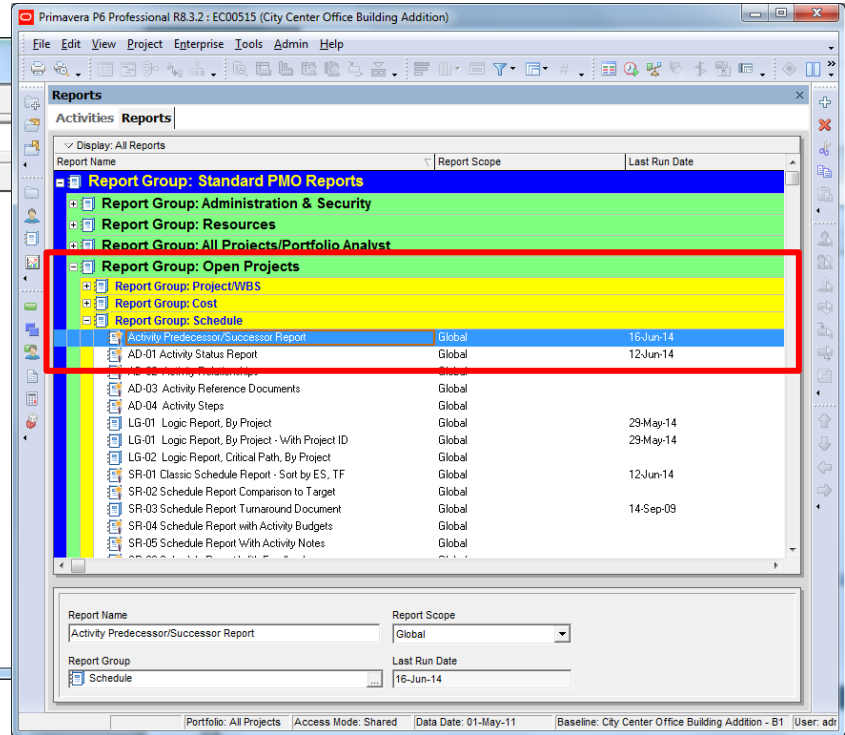 Primavera P6 Professional R8.3.2 : EC00515 (City Center Office Building Addition)
File Edit View Project Enterprise Tools Admin Help
Reports
Activities Reports
Display: All Reports
Report Name Report Scope Last Run Date
Report Group: Standard PMO Reports
Report Group: Administration & Security
Report Group: Resources
Report Group: All Projects/Portfolio Analyst
Report Group: Open Projects
Report Group: Project/WBS
Report Group: Cost
Report Group: Schedule
Activity Predecessor/Successor Report Global 16-Jun-14
AD-01 Activity Status Report Global 12-Jun-14
AD-02 Activity Relationships Global
AD-03 Activity Reference Documents Global
AD-04 Activity Steps Global
LG-01 Logic Report, By Project Global 29-May-14
LG-01 Logic Report, By Project - With Project ID Global 29-May-14
LG-02 Logic Report, Critical Path, By Project Global
SR-01 Classic Schedule Report - Sort by ES, TF Global 12-Jun-14
SR-02 Schedule Report Comparison to Target Global
SR-03 Schedule Report Turnaround Document Global 14-Sep-09
SR-04 Schedule Report with Activity Budgets Global
SR-05 Schedule Report With Activity Notes Global
Report Name Report Scope
Activity Predecessor/Successor Report Global
Report Group Last Run Date
Schedule ... 16-Jun-14
Portfolio: All Projects Access Mode: Shared Data Date: 01-May-11 Baseline: City Center Office Building Addition - B1 User: adr